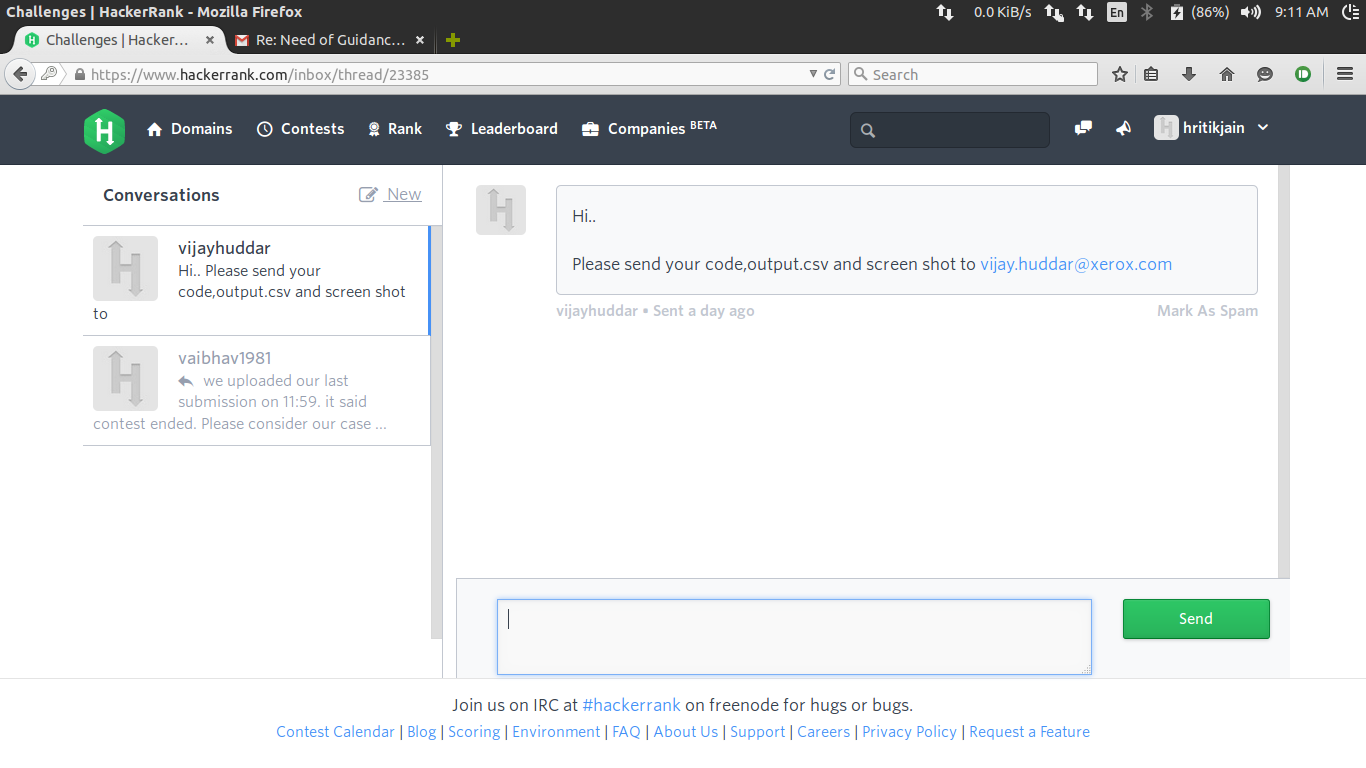 Challenges | HackerRank - Mozilla Firefox
0.0 KiB/s En (86%) 9:11 AM
Challenges | Hacker... × Re: Need of Guidanc... ×
https://www.hackerrank.com/inbox/thread/23385
Search
Domains Contests Rank Leaderboard Companies BETA
hritikjain
Conversations New
vijayhuddar
Hi.. Please send your
code,output.csv and screen shot
to
vaibhav1981
we uploaded our last
submission on 11:59. it said
contest ended. Please consider our case ...
Hi..
Please send your code,output.csv and screen shot to vijay.huddar@xerox.com
vijayhuddar • Sent a day ago Mark As Spam
Send
Join us on IRC at #hackerrank on freenode for hugs or bugs.
Contest Calendar | Blog | Scoring | Environment | FAQ | About Us | Support | Careers | Privacy Policy | Request a Feature